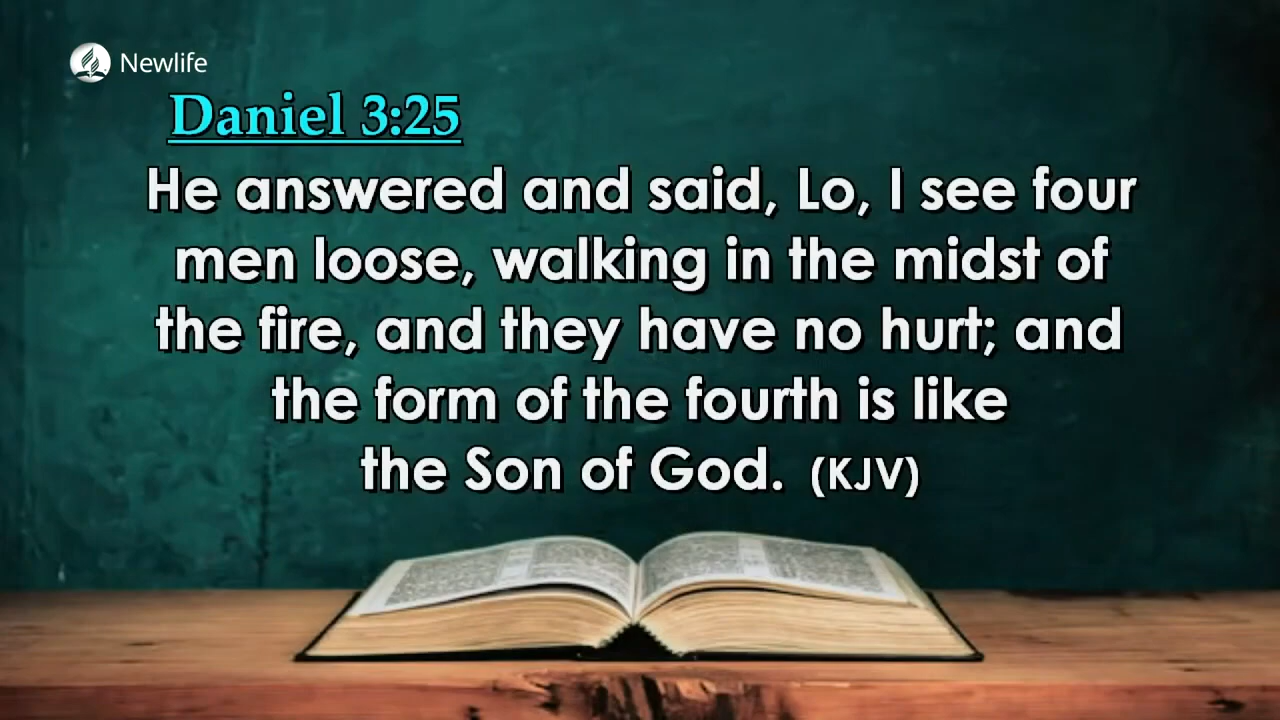 Newlife
Daniel 3:25
He answered and said, Lo, I see four
men loose, walking in the midst of
the fire, and they have no hurt; and
the form of the fourth is like
the Son of God. (KJV)